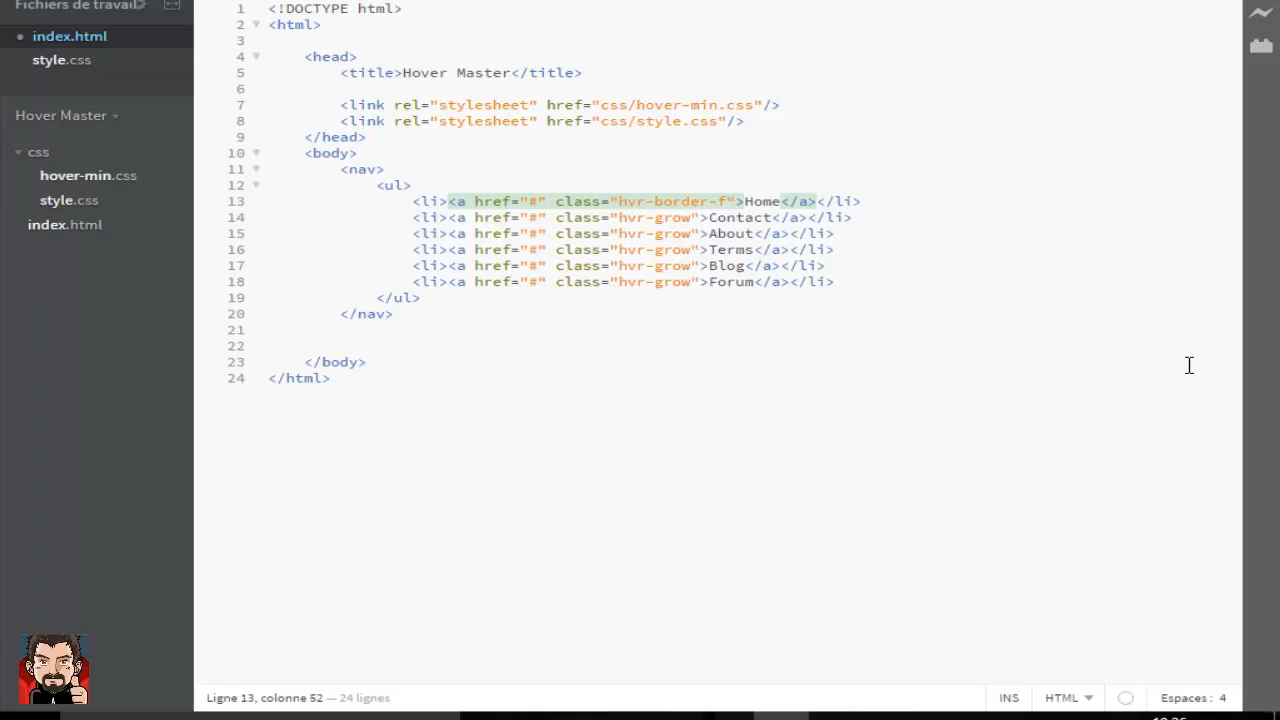 Fichiers de travail
index.html
style.css
Hover Master
css
hover-min.css
style.css
index.html
1 <!DOCTYPE html>
2 <html>
3
4 <head>
5 <title>Hover Master</title>
6
7 <link rel="stylesheet" href="css/hover-min.css"/>
8 <link rel="stylesheet" href="css/style.css"/>
9 </head>
10 <body>
11 <nav>
12 <ul>
13 <li><a href="#" class="hvr-border-f">Home</a></li>
14 <li><a href="#" class="hvr-grow">Contact</a></li>
15 <li><a href="#" class="hvr-grow">About</a></li>
16 <li><a href="#" class="hvr-grow">Terms</a></li>
17 <li><a href="#" class="hvr-grow">Blog</a></li>
18 <li><a href="#" class="hvr-grow">Forum</a></li>
19 </ul>
20 </nav>
21
22
23 </body>
24 </html>
Ligne 13, colonne 52 — 24 lignes
INS
HTML
Espaces : 4